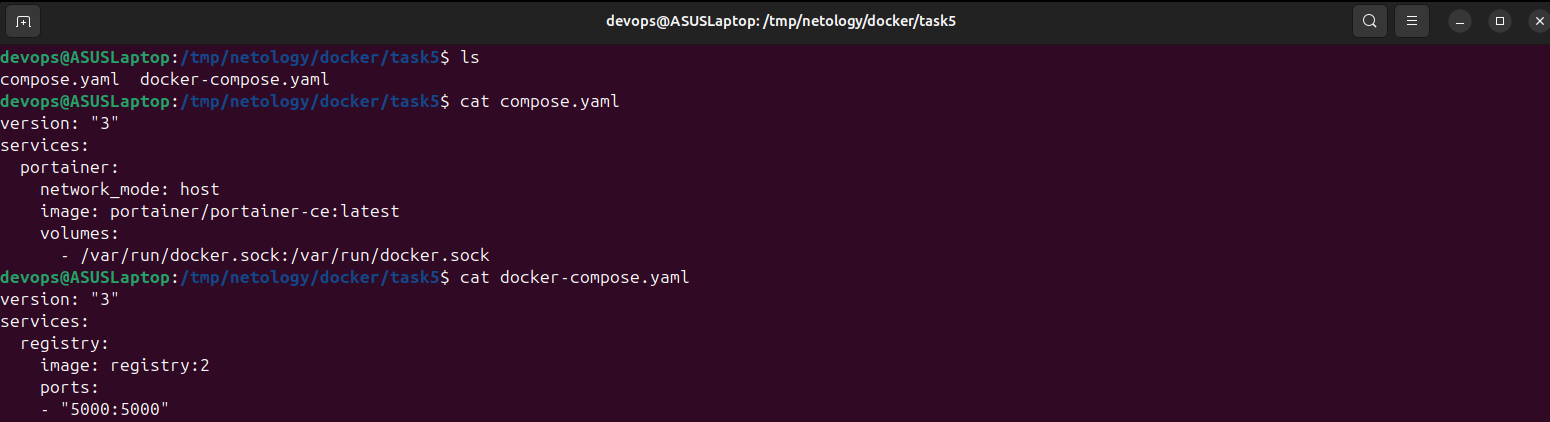 devops@ASUSLaptop: /tmp/netology/docker/task5
devops@ASUSLaptop:/tmp/netology/docker/task5$ ls
compose.yaml  docker-compose.yaml
devops@ASUSLaptop:/tmp/netology/docker/task5$ cat compose.yaml
version: "3"
services:
  portainer:
    network_mode: host
    image: portainer/portainer-ce:latest
    volumes:
      - /var/run/docker.sock:/var/run/docker.sock
devops@ASUSLaptop:/tmp/netology/docker/task5$ cat docker-compose.yaml
version: "3"
services:
  registry:
    image: registry:2
    ports:
    - "5000:5000"